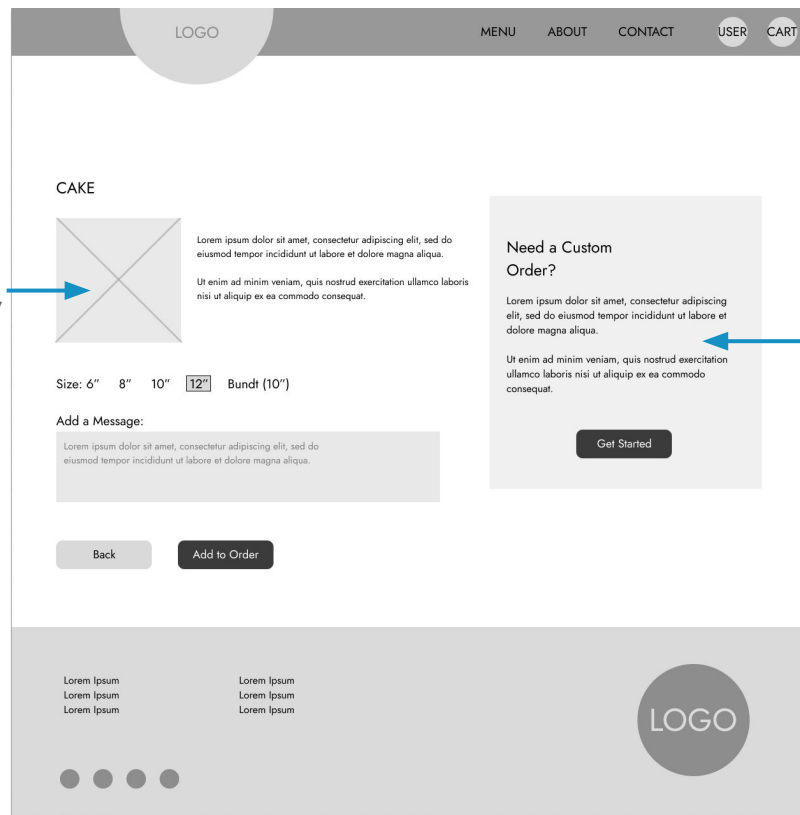 LOGO
MENU ABOUT CONTACT USER CART
CAKE
Lorem ipsum dolor sit amet, consectetur adipiscing elit, sed do
eiusmod tempor incididunt ut labore et dolore magna aliqua.
Ut enim ad minim veniam, quis nostrud exercitation ullamco laboris
nisi ut aliquip ex ea commodo consequat.
Size: 6” 8” 10” 12” Bundt (10”)
Add a Message:
Lorem ipsum dolor sit amet, consectetur adipiscing elit, sed do
eiusmod tempor incididunt ut labore et dolore magna aliqua.
Back Add to Order
Need a Custom
Order?
Lorem ipsum dolor sit amet, consectetur adipiscing
elit, sed do eiusmod tempor incididunt ut labore et
dolore magna aliqua.
Ut enim ad minim veniam, quis nostrud exercitation
ullamco laboris nisi ut aliquip ex ea commodo
consequat.
Get Started
Lorem Ipsum
Lorem Ipsum
Lorem Ipsum
Lorem Ipsum
Lorem Ipsum
Lorem Ipsum
LOGO